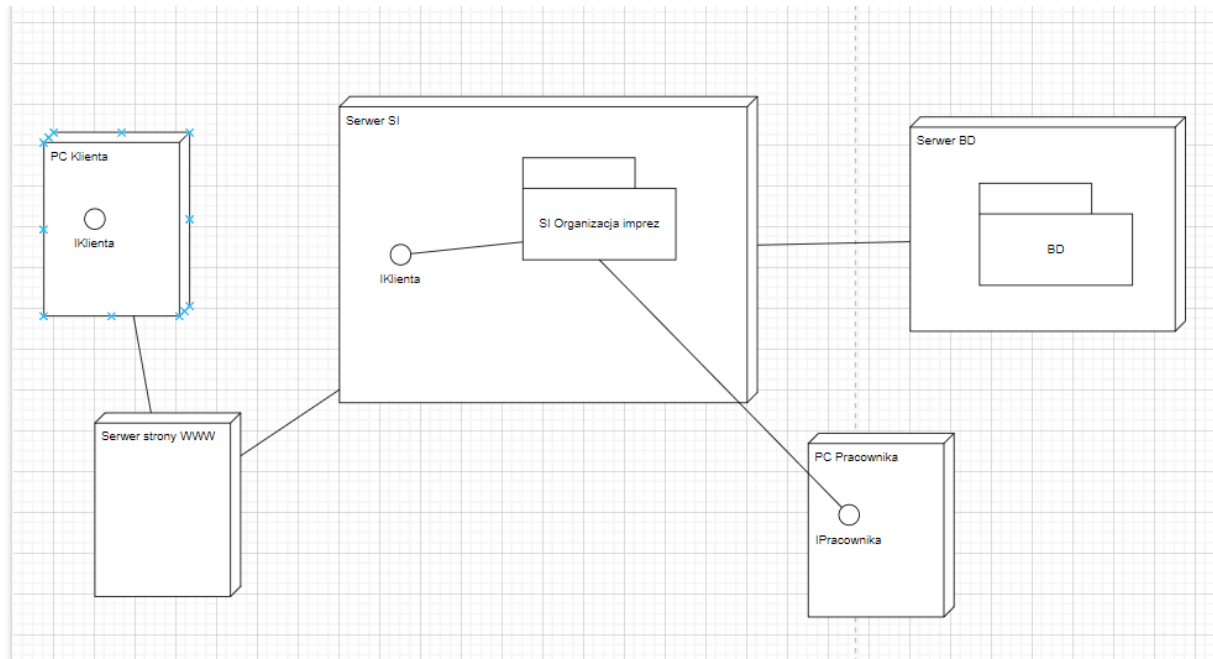 Serwer SI
PC Klienta
IKlienta
SI Organizacja imprez
IKlienta
Serwer BD
BD
Serwer strony WWW
PC Pracownika
IPracownika